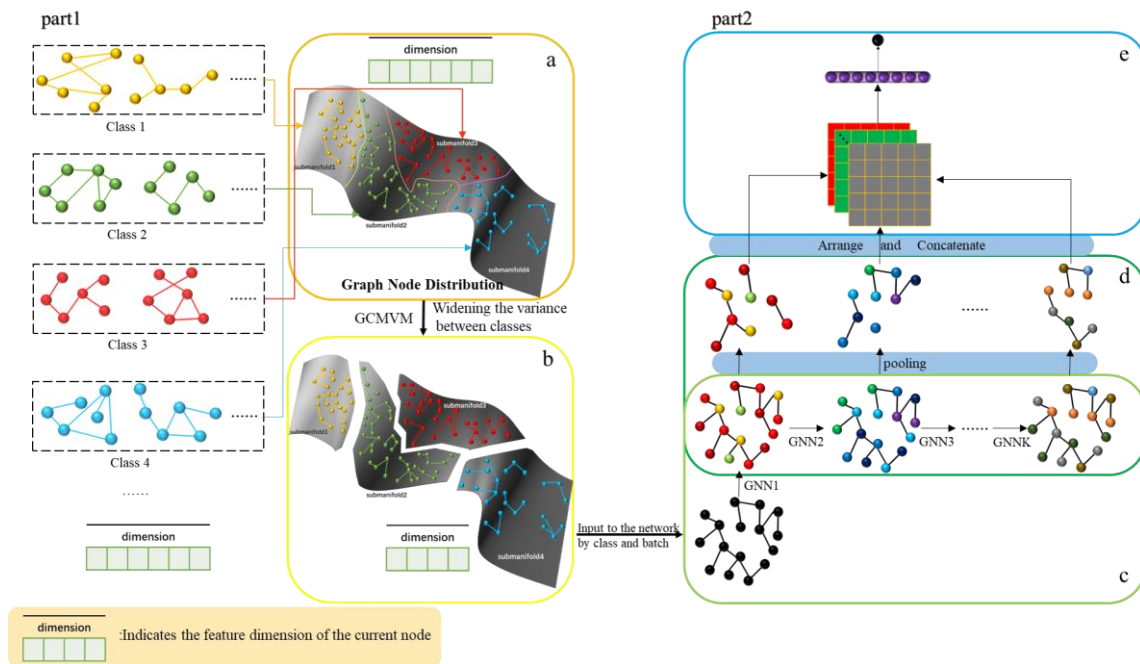 part1
Class 1
Class 2
Class 3
Class 4
......
dimension
dimension
:Indicates the feature dimension of the current node
a
dimension
submanifold1
submanifold2
submanifold3
submanifold4
Graph Node Distribution
GCMVM
Widening the variance
between classes
b
submanifold1
submanifold2
submanifold3
submanifold4
dimension
Input to the network
by class and batch
part2
e
Arrange and Concatenate
d
......
pooling
GNN2
GNN3
......
GNNK
GNN1
c